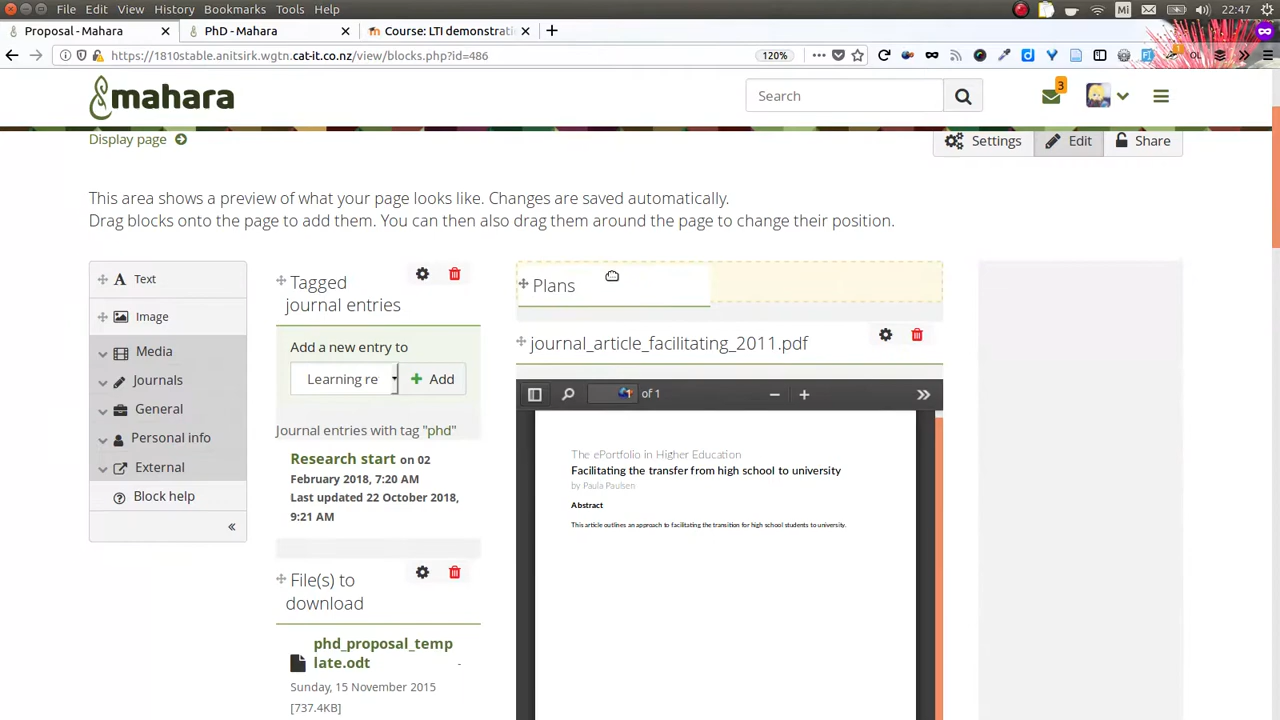 File Edit View History Bookmarks Tools Help
Mi 22:47
Proposal - Mahara
PhD - Mahara
Course: LTI demonstrati
1810stable.anitsirk.wgtn.cat-it.co.nz/view/blocks.php?id=486
120%
mahara
Search
3
Display page
Settings Edit Share
This area shows a preview of what your page looks like. Changes are saved automatically.
Drag blocks onto the page to add them. You can then also drag them around the page to change their position.
Text
Image
Media
Journals
General
Personal info
External
Block help
«
Tagged
journal entries
Add a new entry to
Learning re
Add
Journal entries with tag "phd"
Research start on 02
February 2018, 7:20 AM
Last updated 22 October 2018,
9:21 AM
File(s) to
download
phd_proposal_temp
late.odt -
Sunday, 15 November 2015
[737.4KB]
Plans
journal_article_facilitating_2011.pdf
1 of 1
The ePortfolio in Higher Education
Facilitating the transfer from high school to university
by Paula Paulsen
Abstract
This article outlines an approach to facilitating the transition for high school students to university.